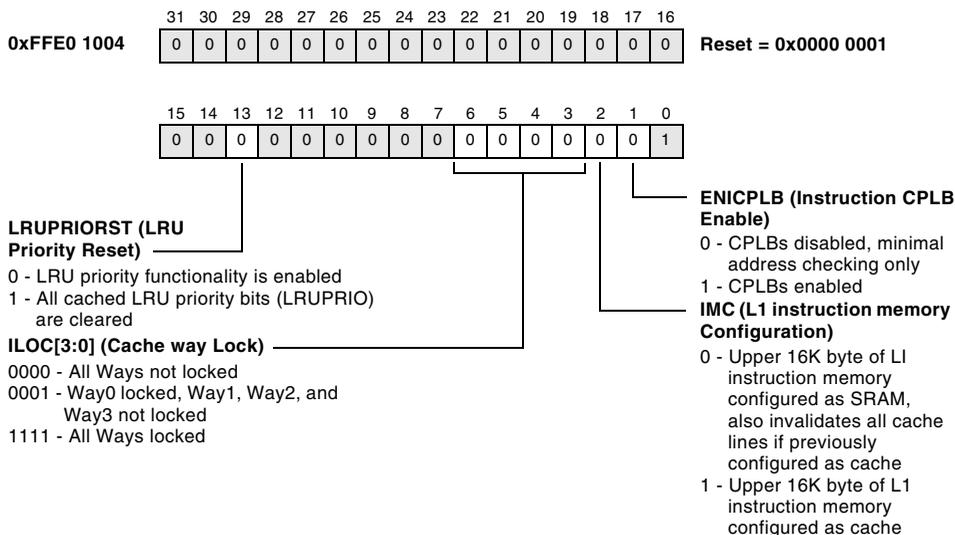 31 30 29 28 27 26 25 24 23 22 21 20 19 18 17 16
0xFFE0 1004
0 0 0 0 0 0 0 0 0 0 0 0 0 0 0 0
Reset = 0x0000 0001
15 14 13 12 11 10 9 8 7 6 5 4 3 2 1 0
0 0 0 0 0 0 0 0 0 0 0 0 0 0 0 1
LRUPRIORST (LRU
Priority Reset)
0 - LRU priority functionality is enabled
1 - All cached LRU priority bits (LRUPRIO)
are cleared
ILOC[3:0] (Cache way Lock)
0000 - All Ways not locked
0001 - Way0 locked, Way1, Way2, and
Way3 not locked
1111 - All Ways locked
ENICPLB (Instruction CPLB
Enable)
0 - CPLBs disabled, minimal
address checking only
1 - CPLBs enabled
IMC (L1 instruction memory
Configuration)
0 - Upper 16K byte of LI
instruction memory
configured as SRAM,
also invalidates all cache
lines if previously
configured as cache
1 - Upper 16K byte of L1
instruction memory
configured as cache